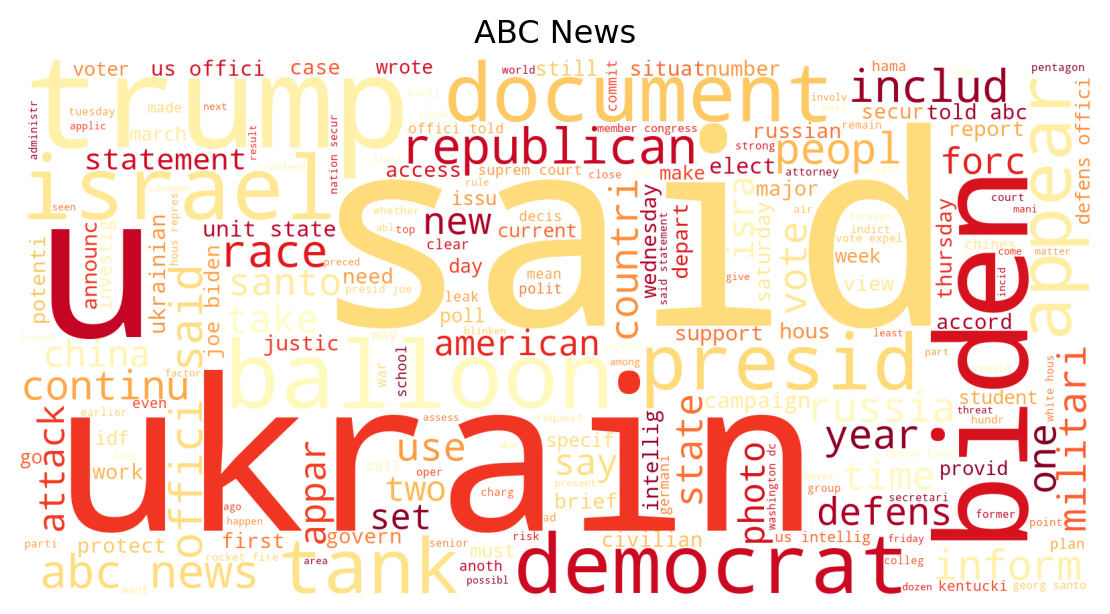 ABC News
world
pentagon
voter
us offici
case
wrote
still
situat
number
hama
trump
document
includ
commit
earli
tuesday
made
next
applic
march
administr
result
nation secur
offici told
member congress
involv
secur
told abc
russian
remain
report
strong
statement
republican
access
suprem court
close
make
elect
peopl
attorney
rule
major
forc
defens offici
appear
israel
condemn
seen
defend
issu
said
whether
top
new
decis
current
clear
countri
wednesday
isra
saturday
air
foreign
indict
vote expel
vote
week
view
court
mani
thursday
chines
come
matter
incid
biden
u
announc
investig
potenti
ukrainian
hous repres
unit state
race
day
need
santo
preced
presid joe
joe biden
said
mean
polit
leak
poll
blinken
said statement
depart
give
take
way
china
factor
justic
american
support
hous
accord
least
part
among
balloon
war
school
presid
continu
earlier
even
attack
idf
go
work
ukrain
assess
request
use
say
specif
intellig
state
campaign
russia
student
threat
hundr
white hous
militari
year
one
offici
appar
ago
happen
two
call
oper
charg
present
brief
germani
photo
washington dc
time
never
group
provid
secretari
former
point
set
ad
risk
defens
parti
protect
first
govern
senior
must
civilian
us intellig
friday
plan
abc news
rocket fire
area
want
tank
anoth
possibl
democrat
dozen
colleg
kentucki
inform
georg santo